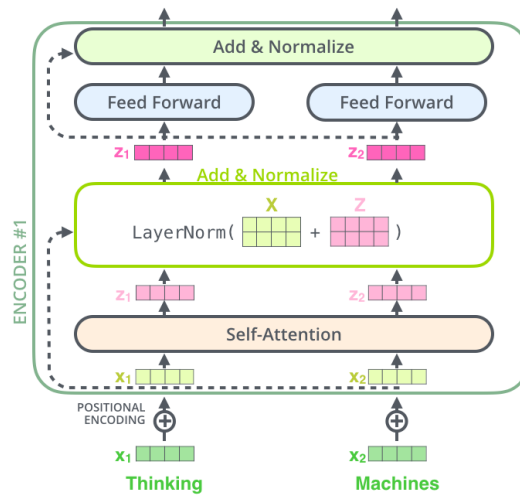 Add & Normalize
Feed Forward Feed Forward
z1 z2
Add & Normalize
X Z
LayerNorm( + )
z1 z2
Self-Attention
x1 x2
POSITIONAL
ENCODING
x1 x2
Thinking Machines
ENCODER #1